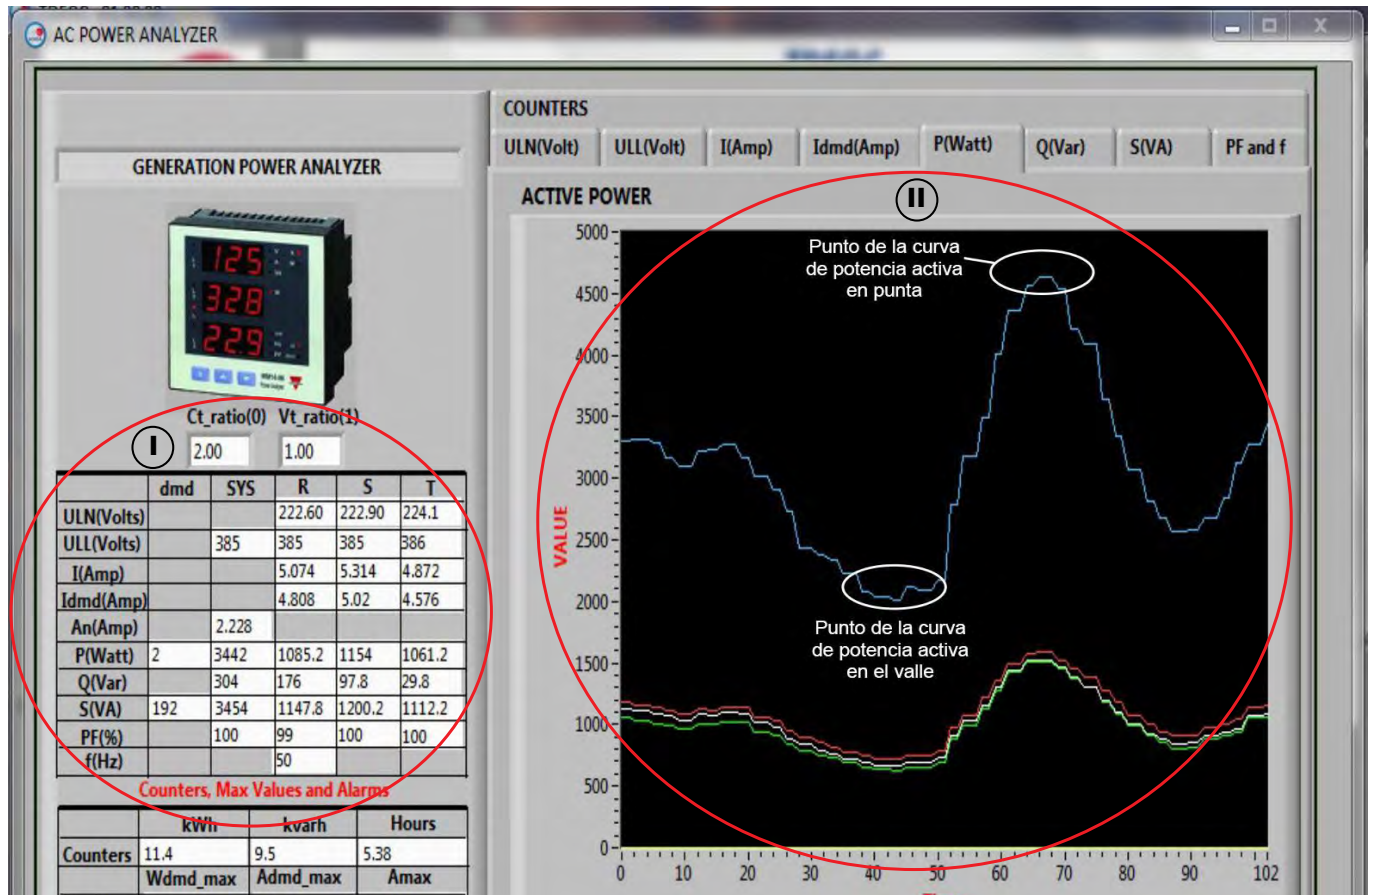 AC POWER ANALYZER
GENERATION POWER ANALYZER
125
328
229
Ct_ratio(0) Vt_ratio(1)
I
2.00 1.00
dmd SYS R S T
ULN(Volts) 222.60 222.90 224.1
ULL(Volts) 385 385 385 386
I(Amp) 5.074 5.314 4.872
Idmd(Amp) 4.808 5.02 4.576
An(Amp) 2.228
P(Watt) 2 3442 1085.2 1154 1061.2
Q(Var) 304 176 97.8 29.8
S(VA) 192 3454 1147.8 1200.2 1112.2
PF(%) 100 99 100 100
f(Hz) 50
Counters, Max Values and Alarms
kWh kvarh Hours
Counters 11.4 9.5 5.38
Wdmd_max Admd_max Amax
COUNTERS
ULN(Volt) ULL(Volt) I(Amp) Idmd(Amp) P(Watt) Q(Var) S(VA) PF and f
ACTIVE POWER
II
Punto de la curva
de potencia activa
en punta
Punto de la curva
de potencia activa
en el valle
VALUE
5000
4500
4000
3500
3000
2500
2000
1500
1000
500
0
0 10 20 30 40 50 60 70 80 90 102